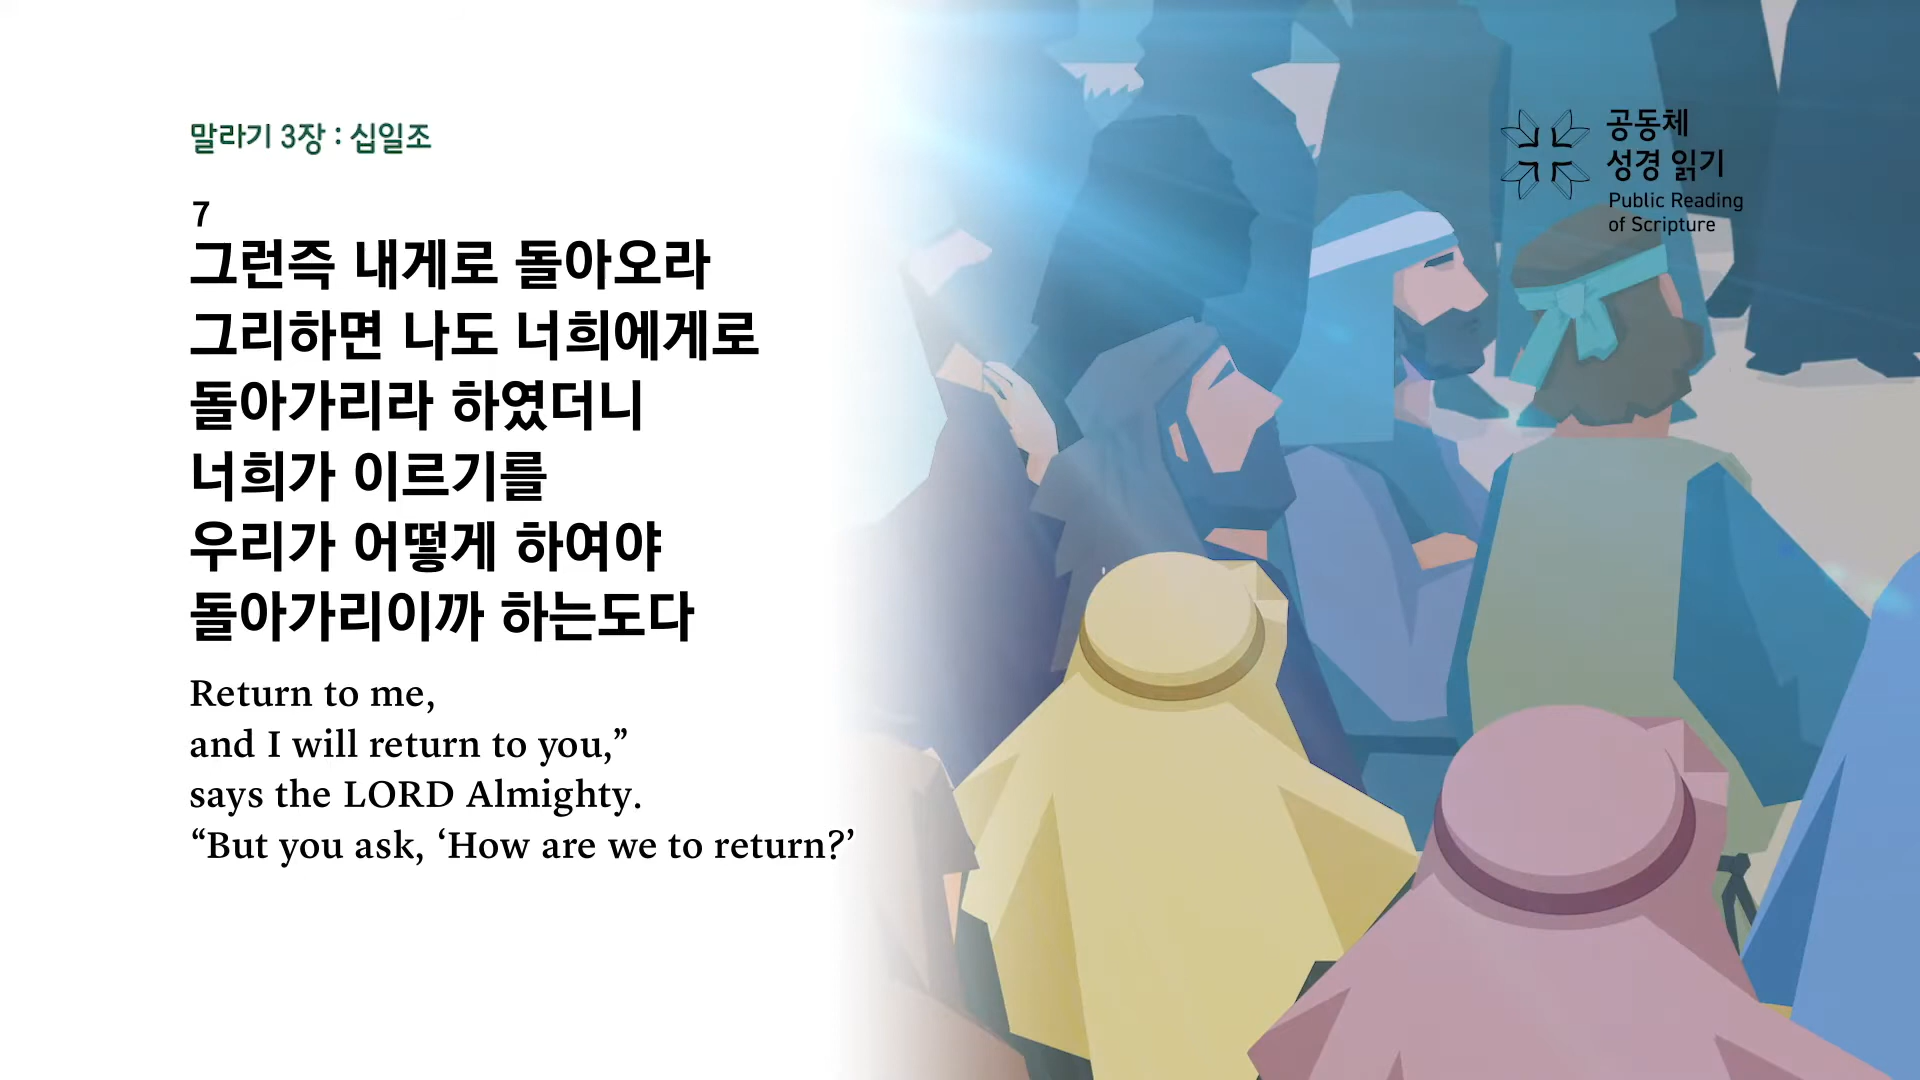 말라기 3장 : 십일조
7
그런즉 내게로 돌아오라
그리하면 나도 너희에게로
돌아가리라 하였더니
너희가 이르기를
우리가 어떻게 하여야
돌아가리이까 하는도다
Return to me,
and I will return to you,”
says the LORD Almighty.
“But you ask, ‘How are we to return?’
공동체
성경 읽기
Public Reading
of Scripture